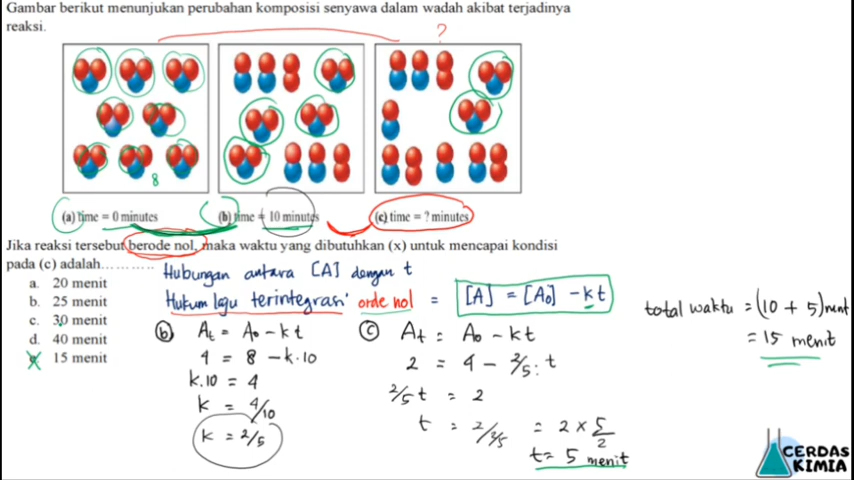 Gambar berikut menunjukan perubahan komposisi senyawa dalam wadah akibat terjadinya
reaksi.
?
8
(a) time = 0 minutes
(b) time = 10 minutes
(c) time = ? minutes
Jika reaksi tersebut berode nol, maka waktu yang dibutuhkan (x) untuk mencapai kondisi
pada (c) adalah............
a. 20 menit
b. 25 menit
c. 30 menit
d. 40 menit
e. 15 menit
Hubungan antara [A] dengan t
Hukum laju terintegrasi orde nol = [A] = [A₀] - kt
(b) At = A₀ - kt
4 = 8 - k.10
k.10 = 4
k = 4/10
k = 2/5
(c) At = A₀ - kt
2 = 4 - 2/5 . t
2/5 t = 2
t = 2/2/5 = 2 × 5/2
t = 5 menit
total waktu = (10 + 5) menit
= 15 menit
CERDAS
KIMIA